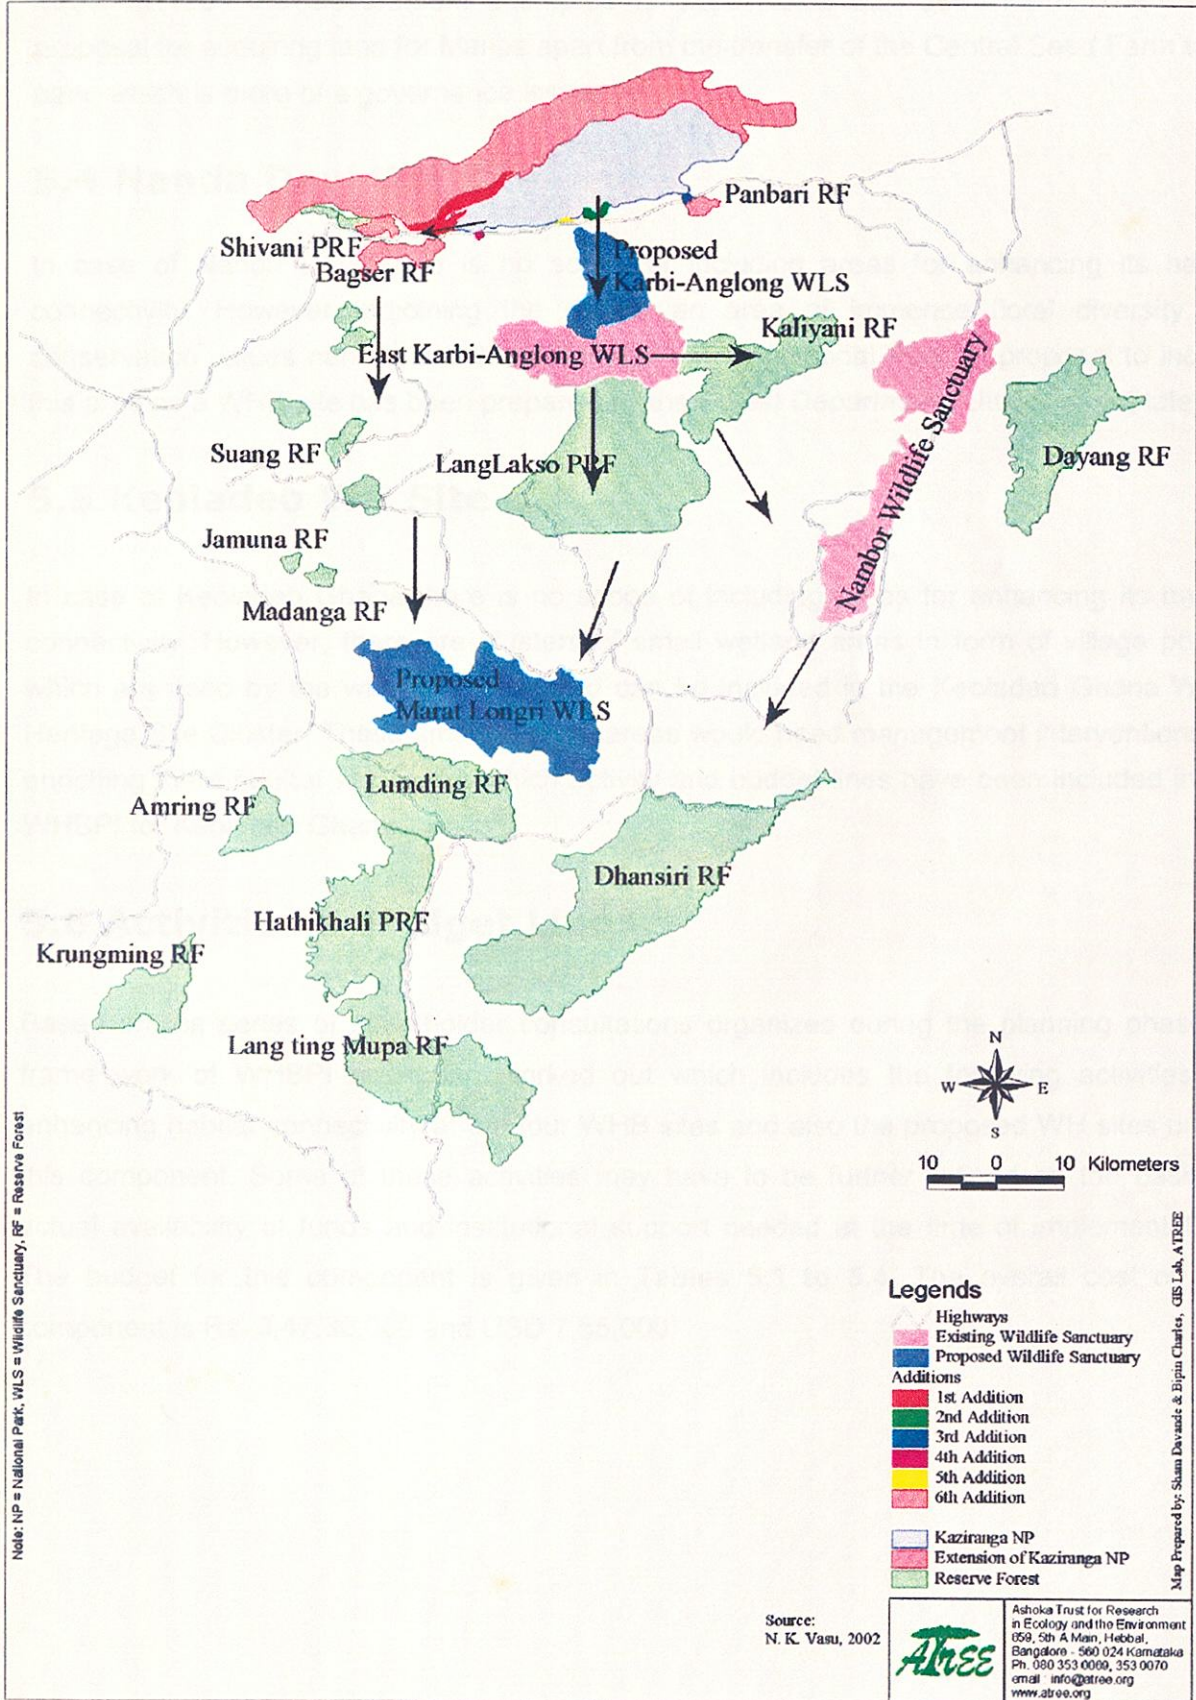 Panbari RF
Shivani PRF
Bagser RF
Proposed
Karbi-Anglong WLS
Kaliyani RF
East Karbi-Anglong WLS
Nambor Wildlife Sanctuary
Suang RF
LangLakso PRF
Dayang RF
Jamuna RF
Madanga RF
Proposed
Marat Longri WLS
Lumding RF
Amring RF
Dhansiri RF
Hathikhali PRF
Krungming RF
Lang ting Mupa RF
N
W E
S
10 0 10 Kilometers
Note: NP = National Park, WLS = Wildlife Sanctuary, RF = Reserve Forest
Legends
Highways
Existing Wildlife Sanctuary
Proposed Wildlife Sanctuary
Additions
1st Addition
2nd Addition
3rd Addition
4th Addition
5th Addition
6th Addition
Kaziranga NP
Extension of Kaziranga NP
Reserve Forest
Map Prepared by: Sham Davande & Bipin Charles, GIS Lab, ATREE
Source:
N. K. Vasu, 2002
ATREE
Ashoka Trust for Research
in Ecology and the Environment
659, 5th A Main, Hebbal,
Bangalore - 560 024 Karnataka
Ph. 080 353 0069, 353 0070
email : info@atree.org
www.atree.org